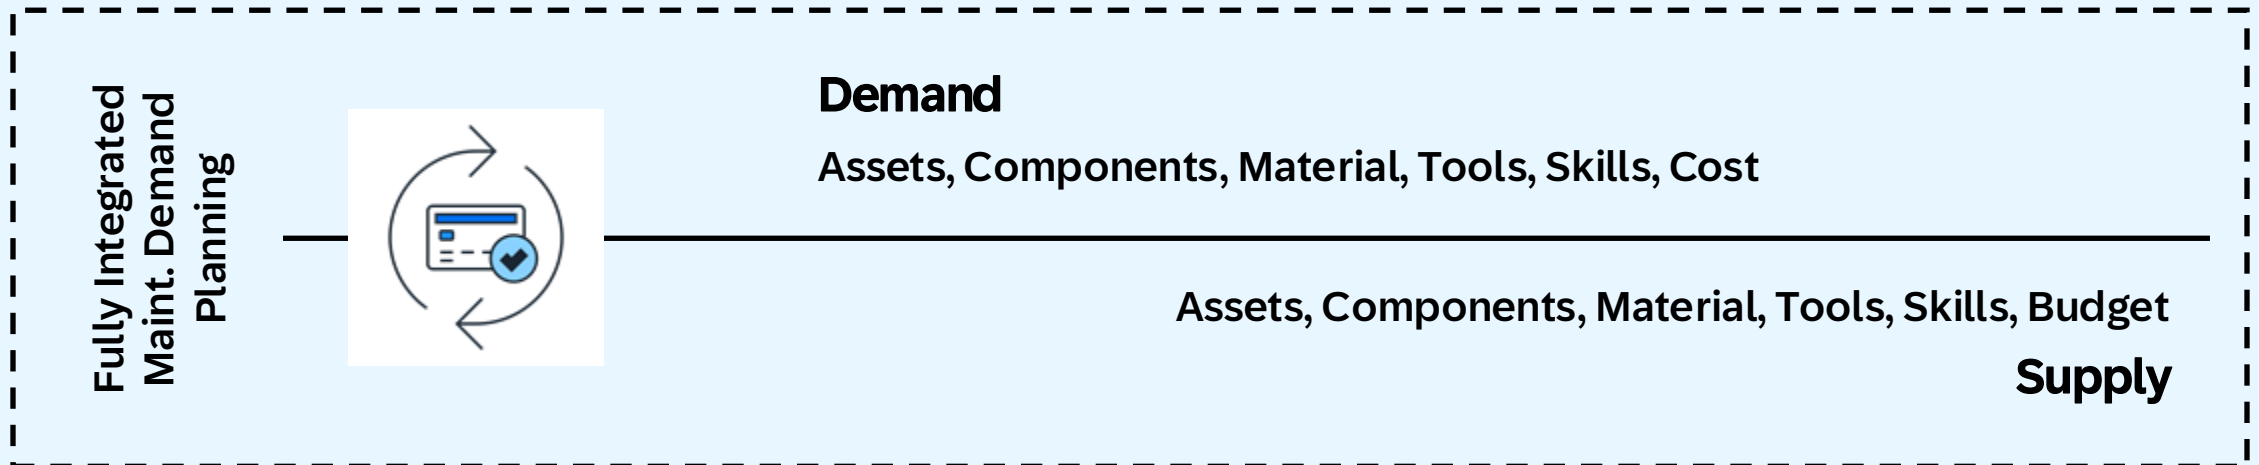 Fully Integrated
Maint. Demand
Planning
Demand
Assets, Components, Material, Tools, Skills, Cost
Assets, Components, Material, Tools, Skills, Budget
Supply